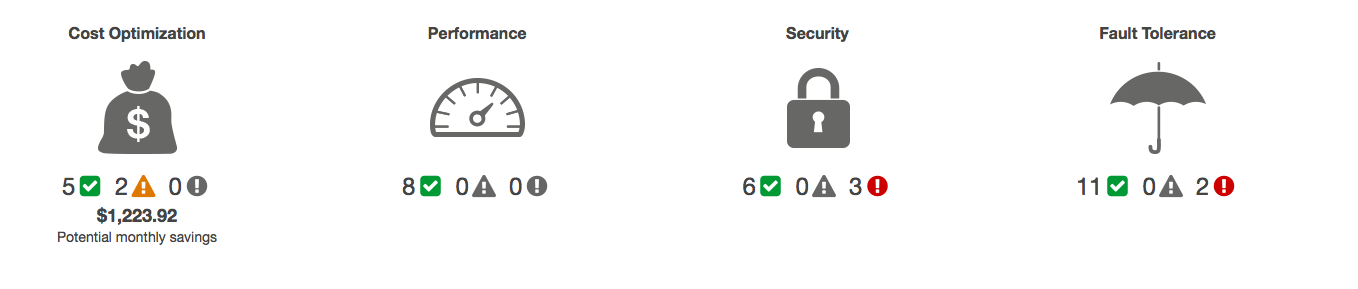 Cost Optimization Performance Security Fault Tolerance
$
5 2 0 8 0 0 6 0 3 11 0 2
$1,223.92
Potential monthly savings